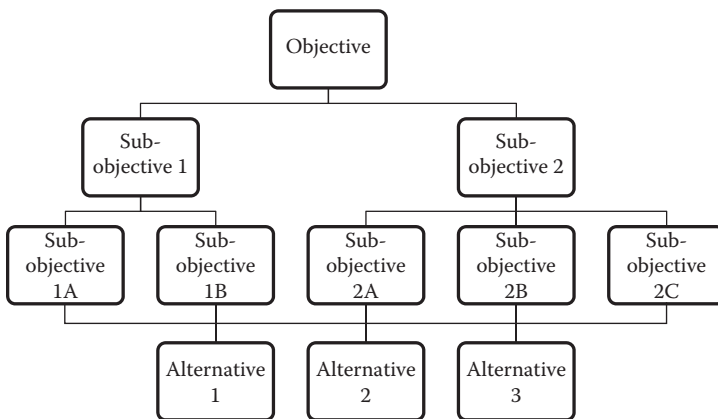 Objective
Sub-
objective 1
Sub-
objective 2
Sub-
objective
1A
Sub-
objective
1B
Sub-
objective
2A
Sub-
objective
2B
Sub-
objective
2C
Alternative
1
Alternative
2
Alternative
3